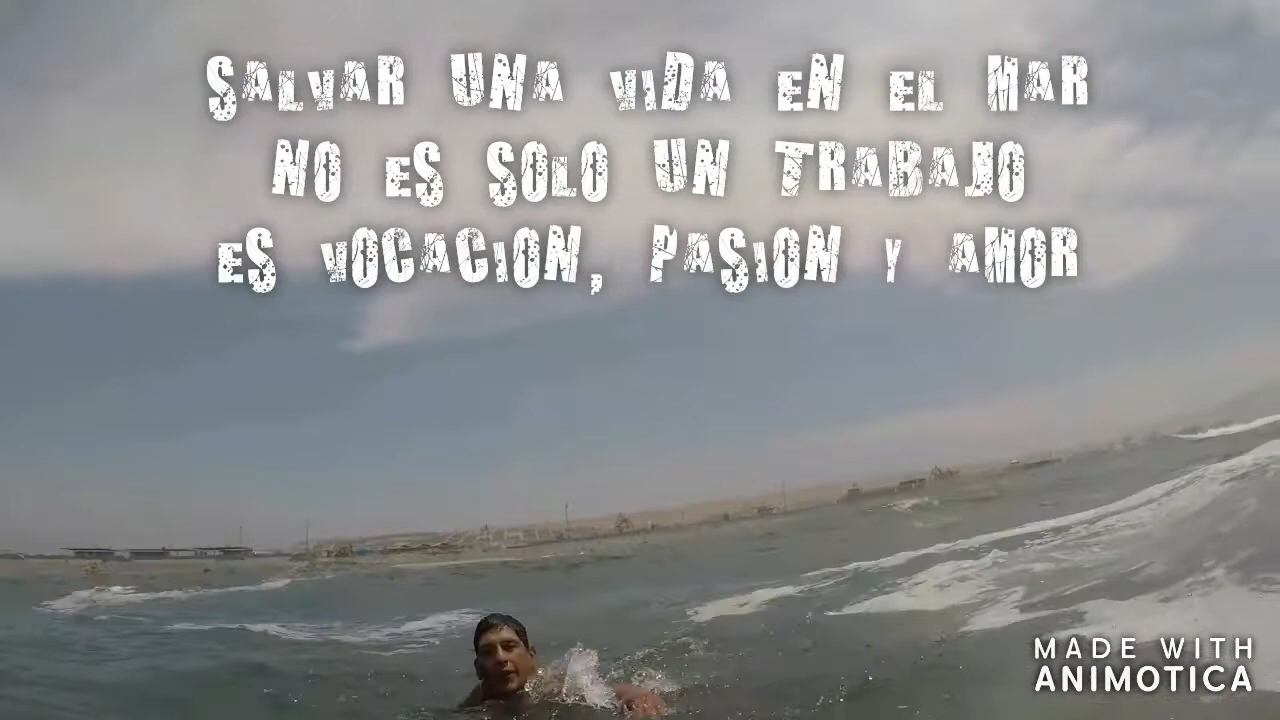 SALVAR UNA VIDA EN EL MAR
NO ES SOLO UN TRABAJO
ES VOCACION, PASION Y AMOR
MADE WITH
ANIMOTICA